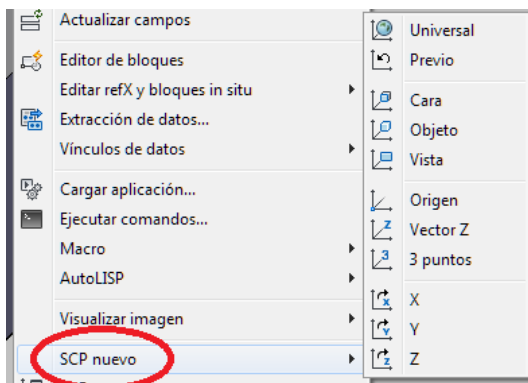 Actualizar campos
Editor de bloques
Editar refX y bloques in situ
Extracción de datos...
Vínculos de datos
Cargar aplicación...
Ejecutar comandos...
Macro
AutoLISP
Visualizar imagen
SCP nuevo
Universal
Previo
Cara
Objeto
Vista
Origen
Vector Z
3 puntos
X
Y
Z